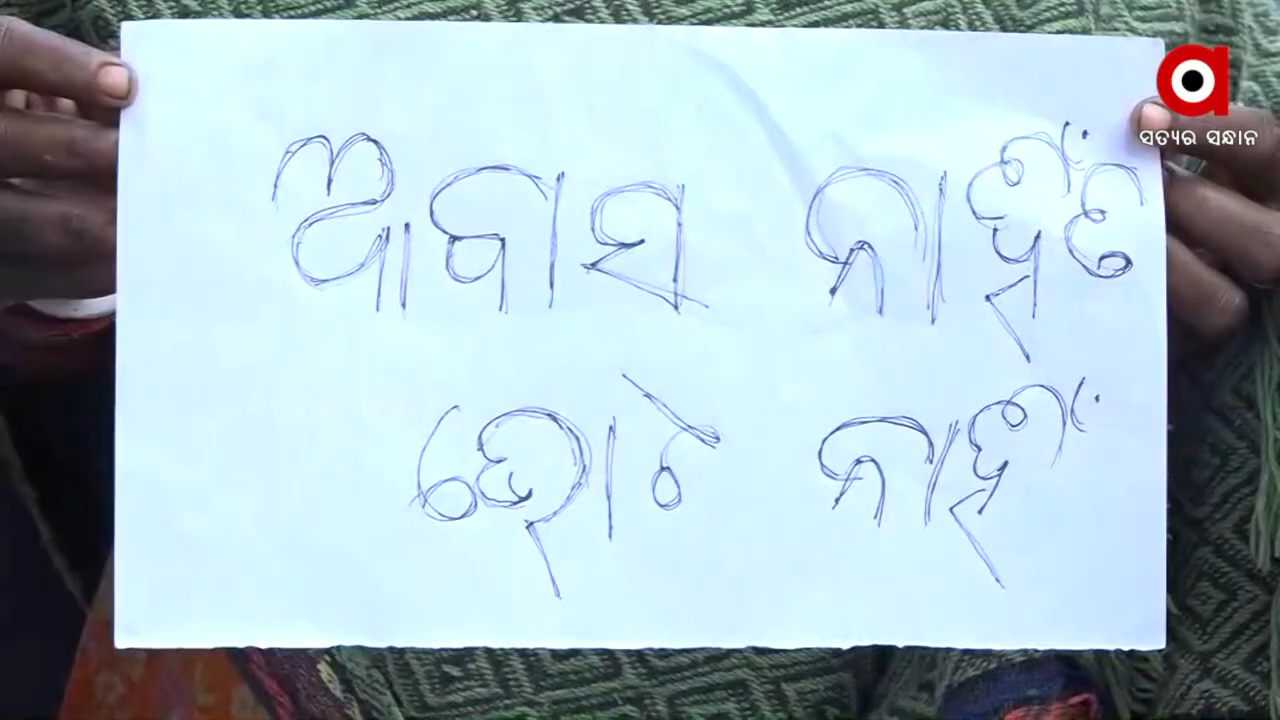 ସତ୍ୟର ସନ୍ଧାନ
ଆବାସ ନାହିଁତ
ଭୋଟ ନାହିଁ